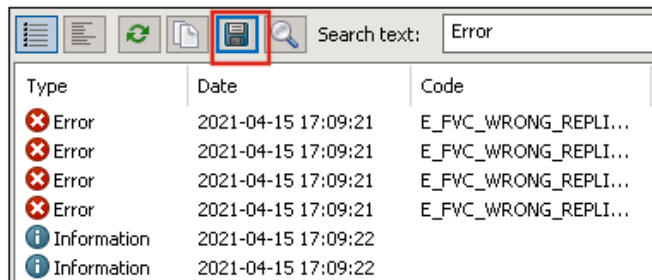 Search text: Error
Type Date Code
Error 2021-04-15 17:09:21 E_FVC_WRONG_REPLI...
Error 2021-04-15 17:09:21 E_FVC_WRONG_REPLI...
Error 2021-04-15 17:09:21 E_FVC_WRONG_REPLI...
Error 2021-04-15 17:09:21 E_FVC_WRONG_REPLI...
Information 2021-04-15 17:09:22
Information 2021-04-15 17:09:22